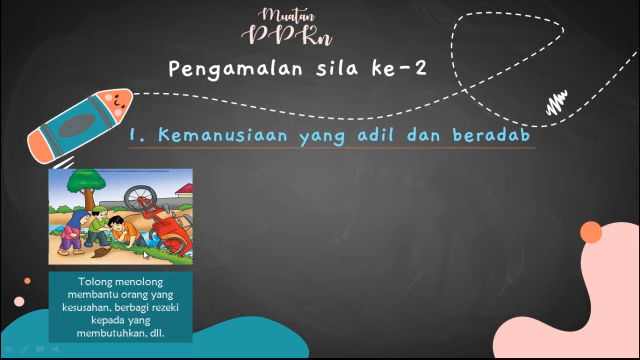 Muatan
PPKn
Pengamalan sila ke-2
1. Kemanusiaan yang adil dan beradab
Tolong menolong
membantu orang yang
kesusahan, berbagi rezeki
kepada yang
membutuhkan, dll.